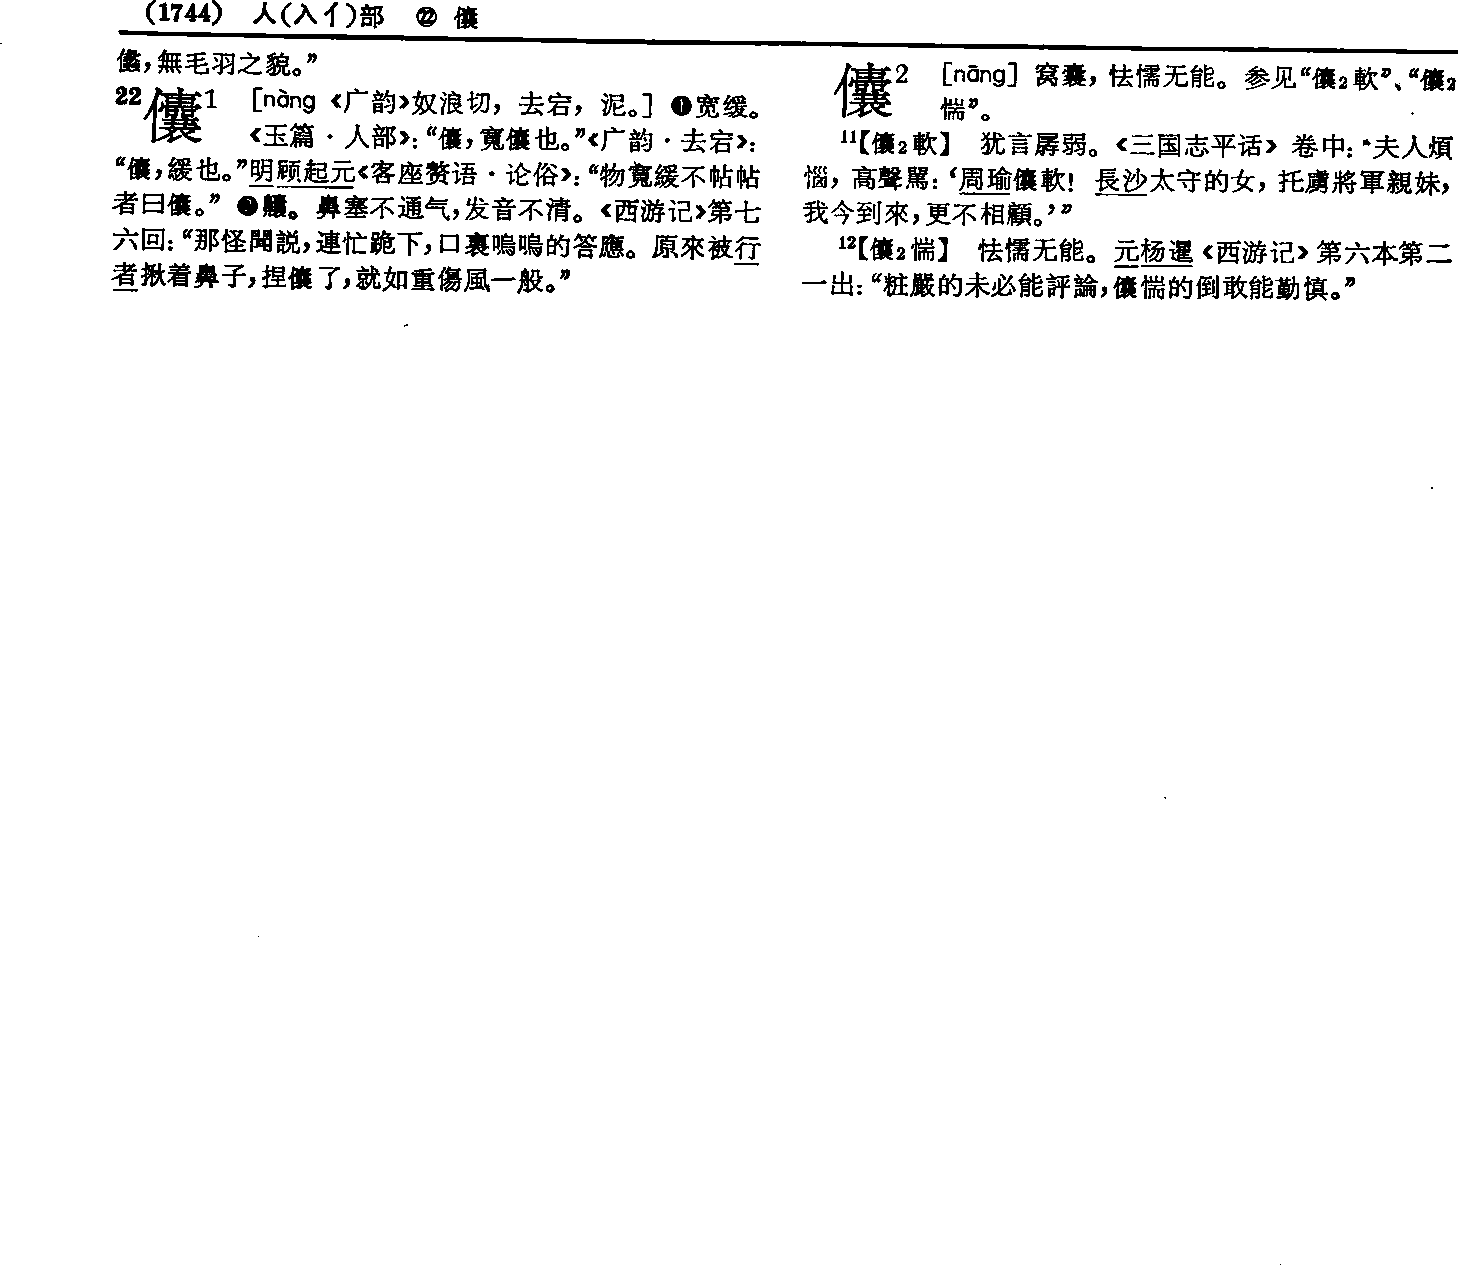 (1744)　人(入亻)部　㉒ 儾
儠，無毛羽之貌。”
22儾1　[nàng《广韵》奴浪切，去宕，泥。] ❶宽缓。
《玉篇·人部》：“儾，寬儾也。”《广韵·去宕》：
“儾，緩也。”明顾起元《客座赘语·论俗》：“物寬緩不帖帖
者曰儾。” ❷齉。鼻塞不通气，发音不清。《西游记》第七
六回：“那怪聞説，連忙跪下，口裏嗚嗚的答應。原來被行
者揪着鼻子，捏儾了，就如重傷風一般。”
儾2　[nāng] 窝囊，怯懦无能。参见“儾2軟”、“儾2
惴”。
11【儾2軟】　犹言孱弱。《三国志平话》卷中：“夫人煩
惱，高聲駡：‘周瑜儾軟！長沙太守的女，托虜將軍親妹，
我今到來，更不相顧。’”
12【儾2惴】　怯懦无能。元杨暹《西游记》第六本第二
一出：“粧嚴的未必能評論，儾惴的倒敢能勤慎。”